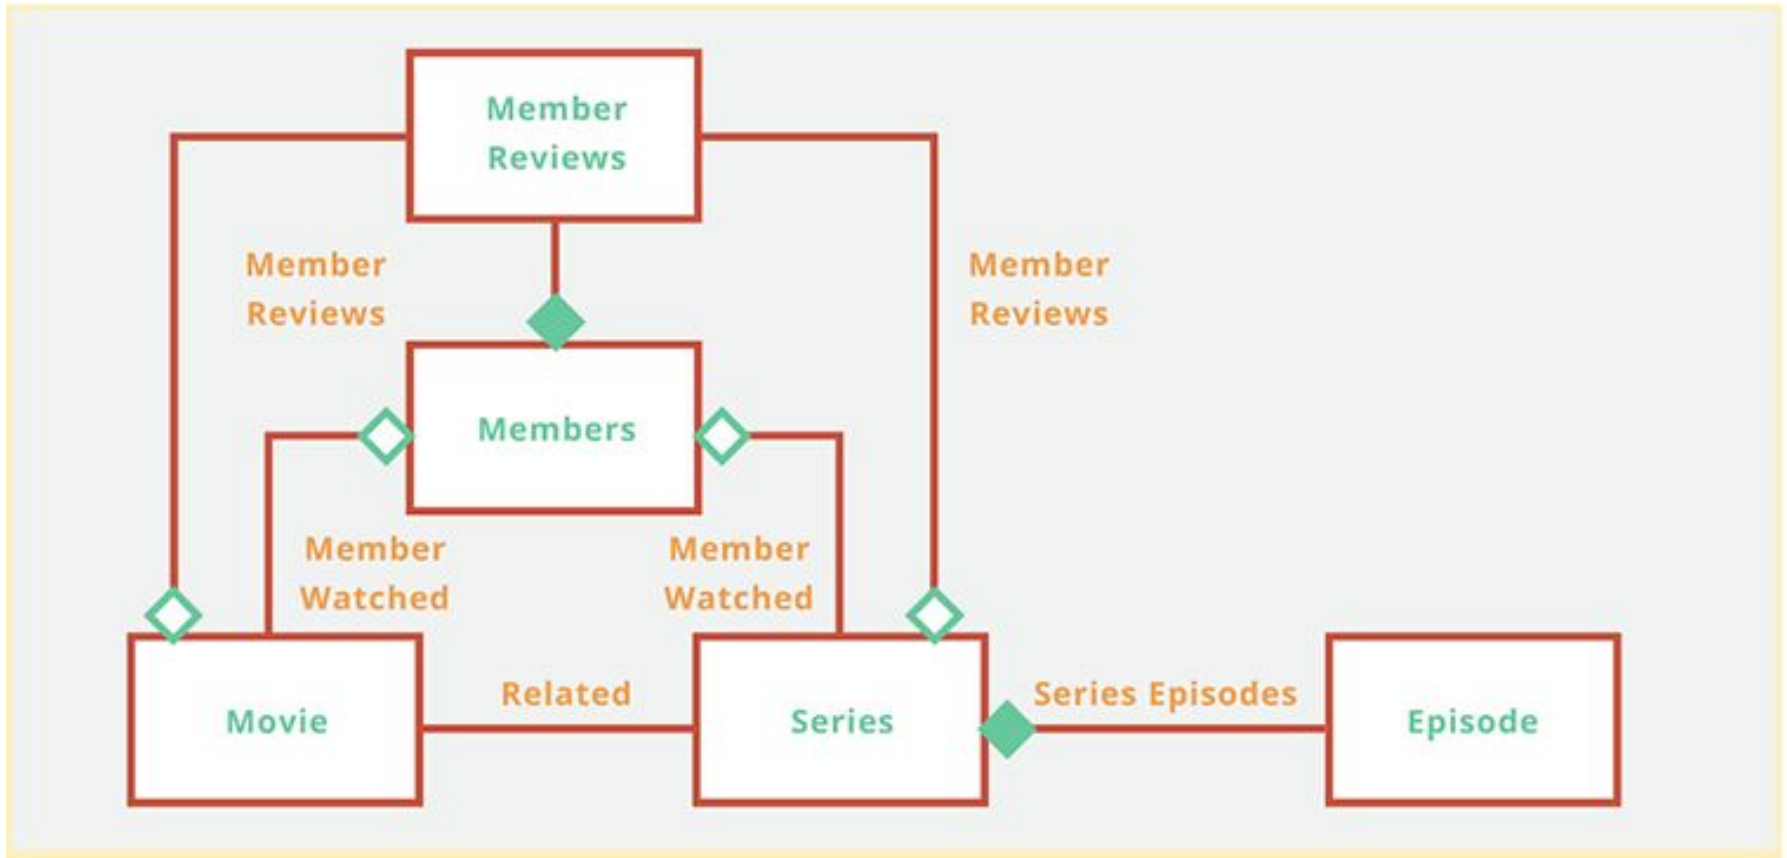 Member
Reviews
Member
Reviews
Member
Reviews
Members
Member
Watched
Member
Watched
Related
Series Episodes
Movie
Series
Episode